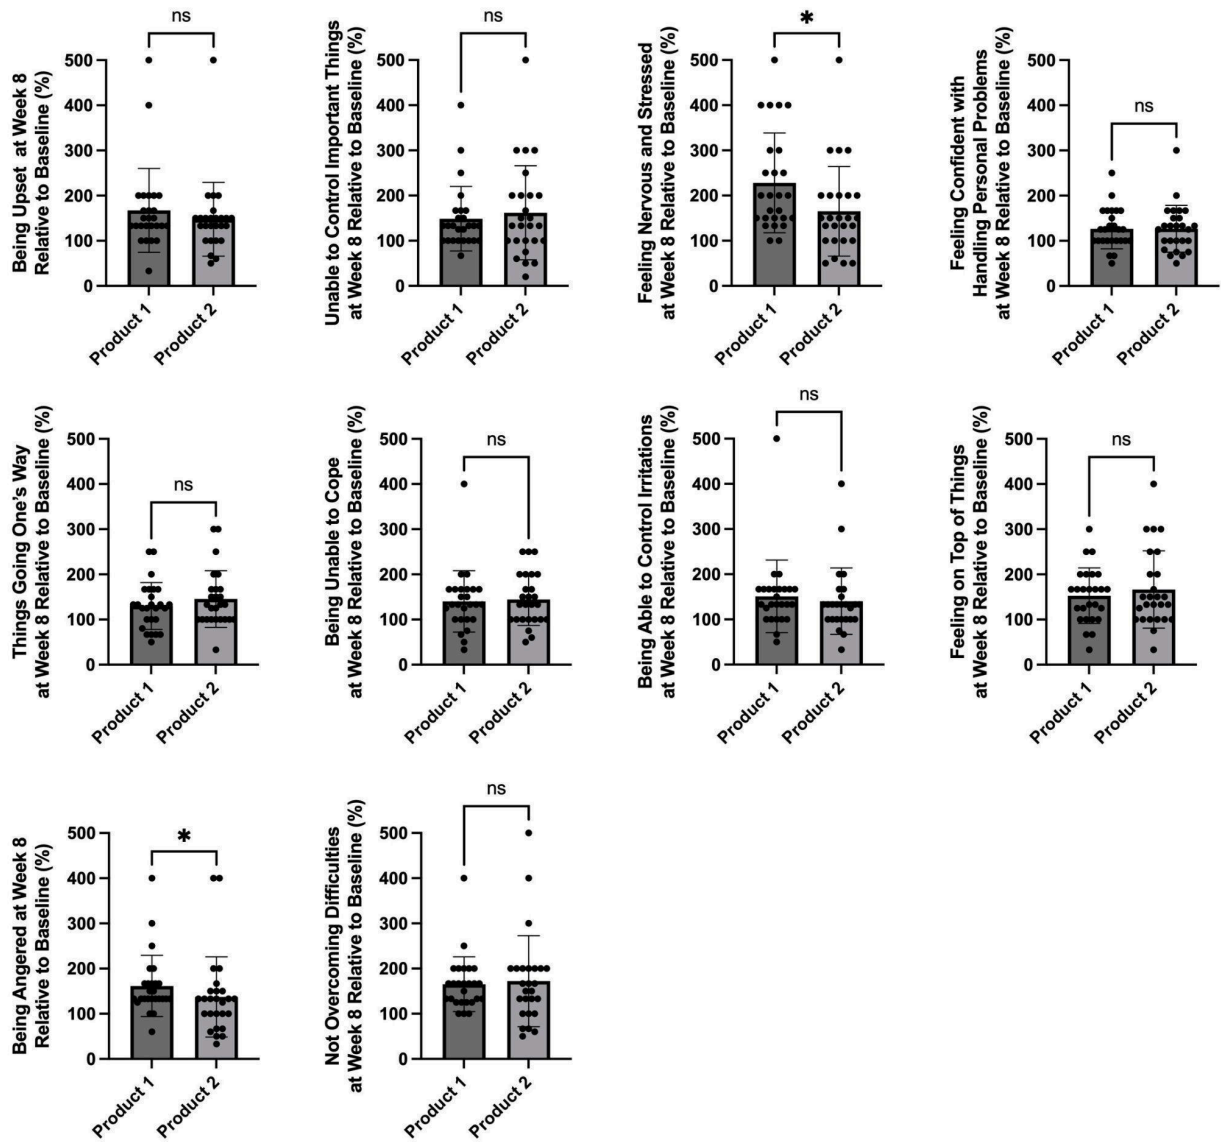 ns
Being Upset at Week 8
Relative to Baseline (%)
500
400
300
200
100
0
Product 1
Product 2
ns
Unable to Control Important Things
at Week 8 Relative to Baseline (%)
500
400
300
200
100
0
Product 1
Product 2
*
Feeling Nervous and Stressed
at Week 8 Relative to Baseline (%)
500
400
300
200
100
0
Product 1
Product 2
ns
Feeling Confident with
Handling Personal Problems
at Week 8 Relative to Baseline (%)
500
400
300
200
100
0
Product 1
Product 2
ns
Things Going One's Way
at Week 8 Relative to Baseline (%)
500
400
300
200
100
0
Product 1
Product 2
ns
Being Unable to Cope
at Week 8 Relative to Baseline (%)
500
400
300
200
100
0
Product 1
Product 2
ns
Being Able to Control Irritations
at Week 8 Relative to Baseline (%)
500
400
300
200
100
0
Product 1
Product 2
ns
Feeling on Top of Things
at Week 8 Relative to Baseline (%)
500
400
300
200
100
0
Product 1
Product 2
*
Being Angered at Week 8
Relative to Baseline (%)
500
400
300
200
100
0
Product 1
Product 2
ns
Not Overcoming Difficulties
at Week 8 Relative to Baseline (%)
500
400
300
200
100
0
Product 1
Product 2